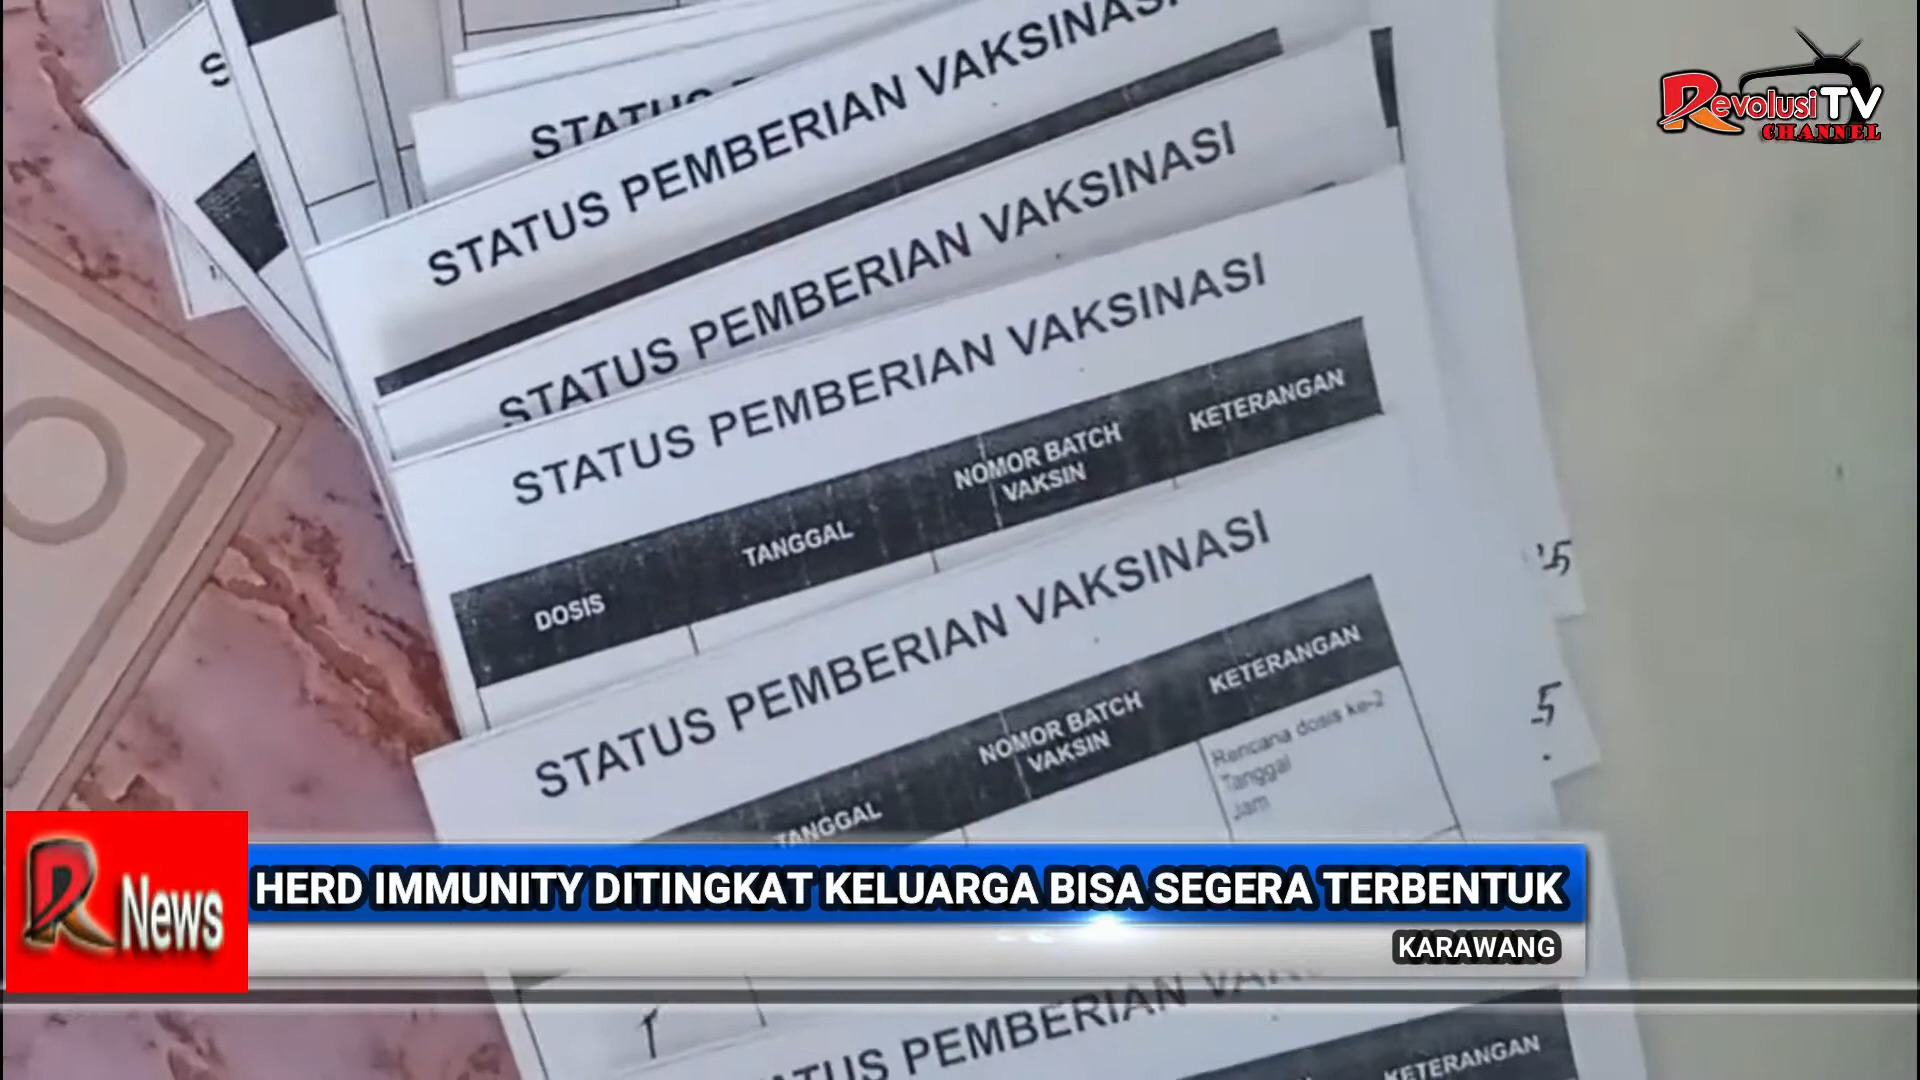 Revolusi TV
CHANNEL
STATUS
STATUS PEMBERIAN VAKSINASI
STATUS PEMBERIAN VAKSINASI
STATUS PEMBERIAN VAKSINASI
DOSIS TANGGAL NOMOR BATCH VAKSIN KETERANGAN
STATUS PEMBERIAN VAKSINASI
TANGGAL NOMOR BATCH VAKSIN KETERANGAN
Rencana dosis ke-2
Tanggal
Jam
5
5
R News
HERD IMMUNITY DITINGKAT KELUARGA BISA SEGERA TERBENTUK
KARAWANG
PEMBERIAN
KETERANGAN